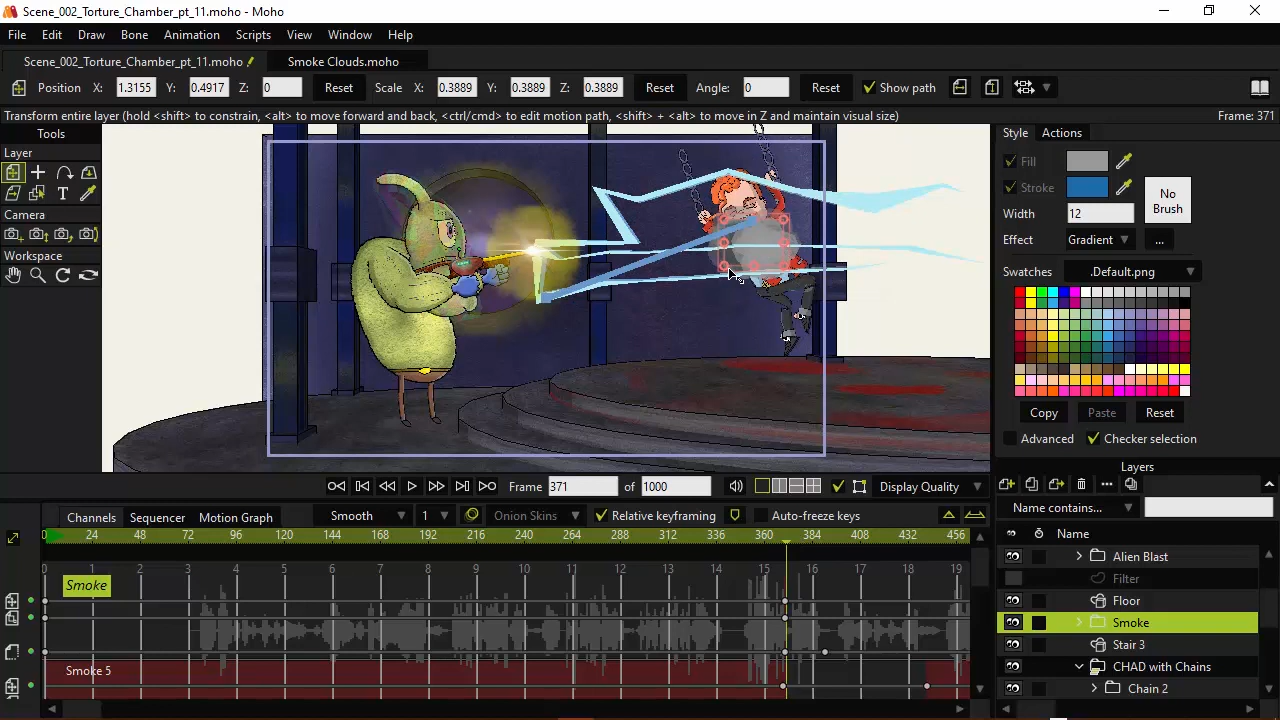 Scene_002_Torture_Chamber_pt_11.moho - Moho
File Edit Draw Bone Animation Scripts View Window Help
Scene_002_Torture_Chamber_pt_11.moho Smoke Clouds.moho
Position X: 1.3155 Y: 0.4917 Z: 0 Reset Scale X: 0.3889 Y: 0.3889 Z: 0.3889 Reset Angle: 0 Reset Show path
Transform entire layer (hold <shift> to constrain, <alt> to move forward and back, <ctrl/cmd> to edit motion path, <shift> + <alt> to move in Z and maintain visual size) Frame: 371
Tools
Layer
T
Camera
Workspace
Style Actions
Fill
Stroke
No Brush
Width 12
Effect Gradient ...
Swatches .Default.png
Copy Paste Reset
Advanced Checker selection
Frame 371 of 1000 Display Quality
Channels Sequencer Motion Graph Smooth 1 Onion Skins Relative keyframing Auto-freeze keys
0 24 48 72 96 120 144 168 192 216 240 264 288 312 336 360 384 408 432 456
0 1 2 3 4 5 6 7 8 9 10 11 12 13 14 15 16 17 18 19
Smoke
Smoke 5
Layers
Name contains...
Name
Alien Blast
Filter
Floor
Smoke
Stair 3
CHAD with Chains
Chain 2